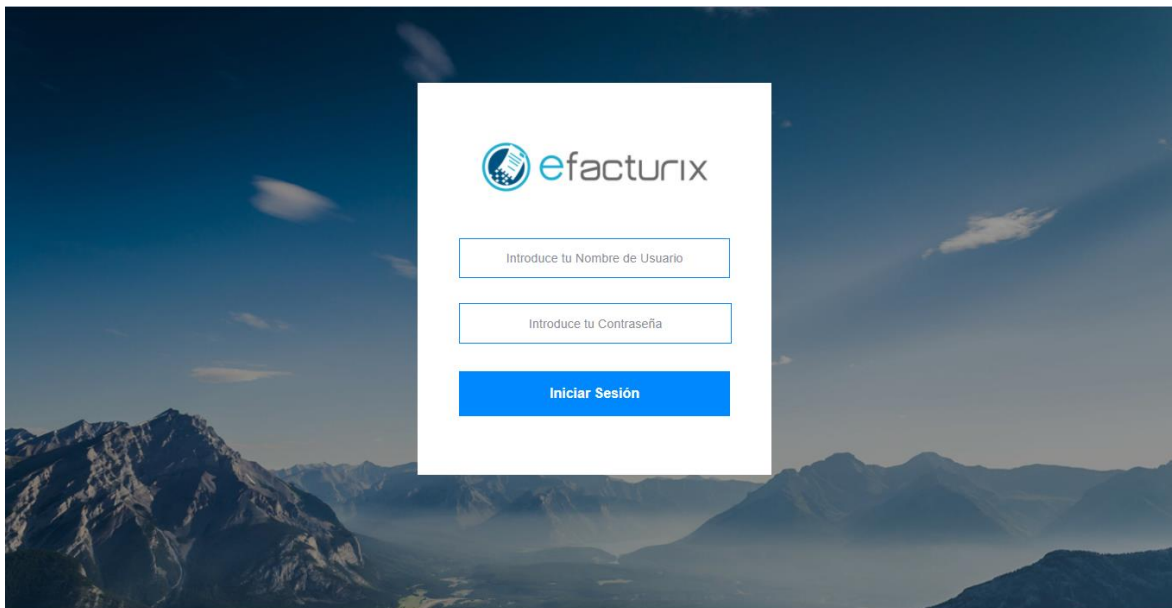 efacturix
Introduce tu Nombre de Usuario
Introduce tu Contraseña
Iniciar Sesión